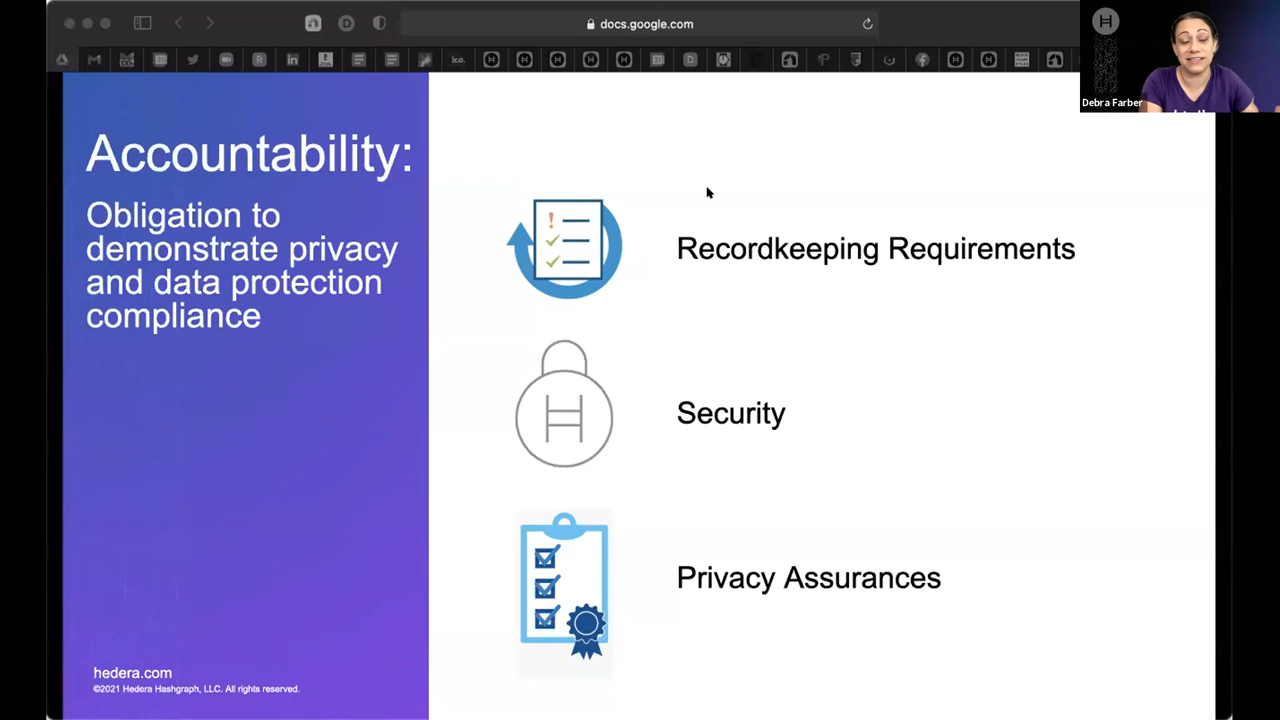 docs.google.com
Debra Farber
Accountability:
Obligation to
demonstrate privacy
and data protection
compliance
Recordkeeping Requirements
Security
Privacy Assurances
hedera.com
©2021 Hedera Hashgraph, LLC. All rights reserved.